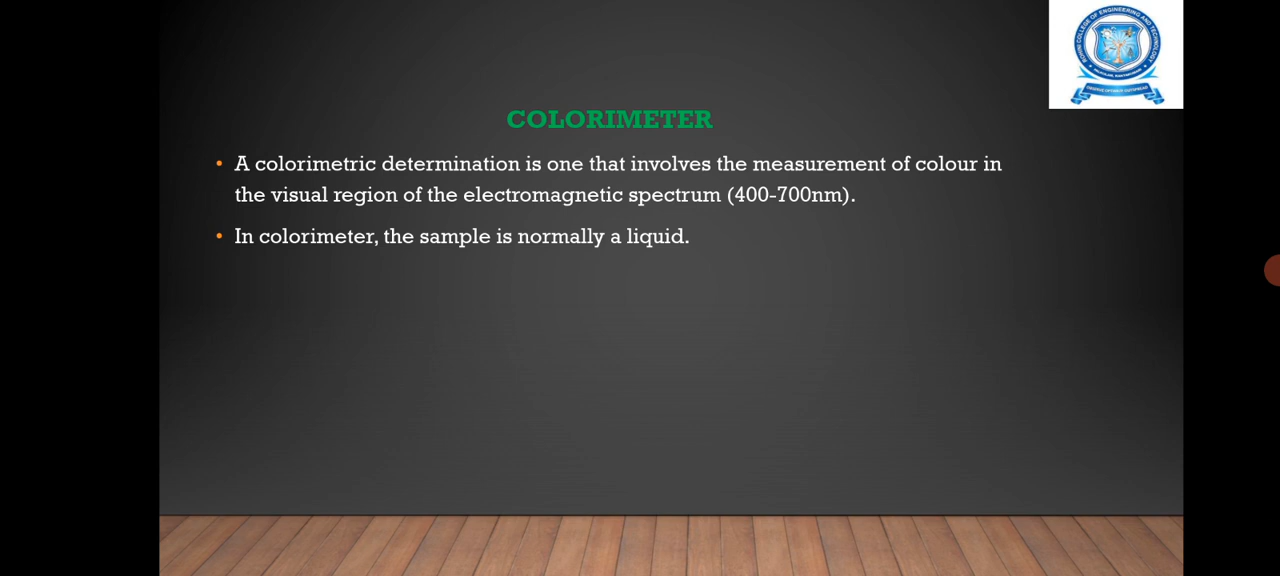 COLORIMETER
• A colorimetric determination is one that involves the measurement of colour in
the visual region of the electromagnetic spectrum (400-700nm).
• In colorimeter, the sample is normally a liquid.